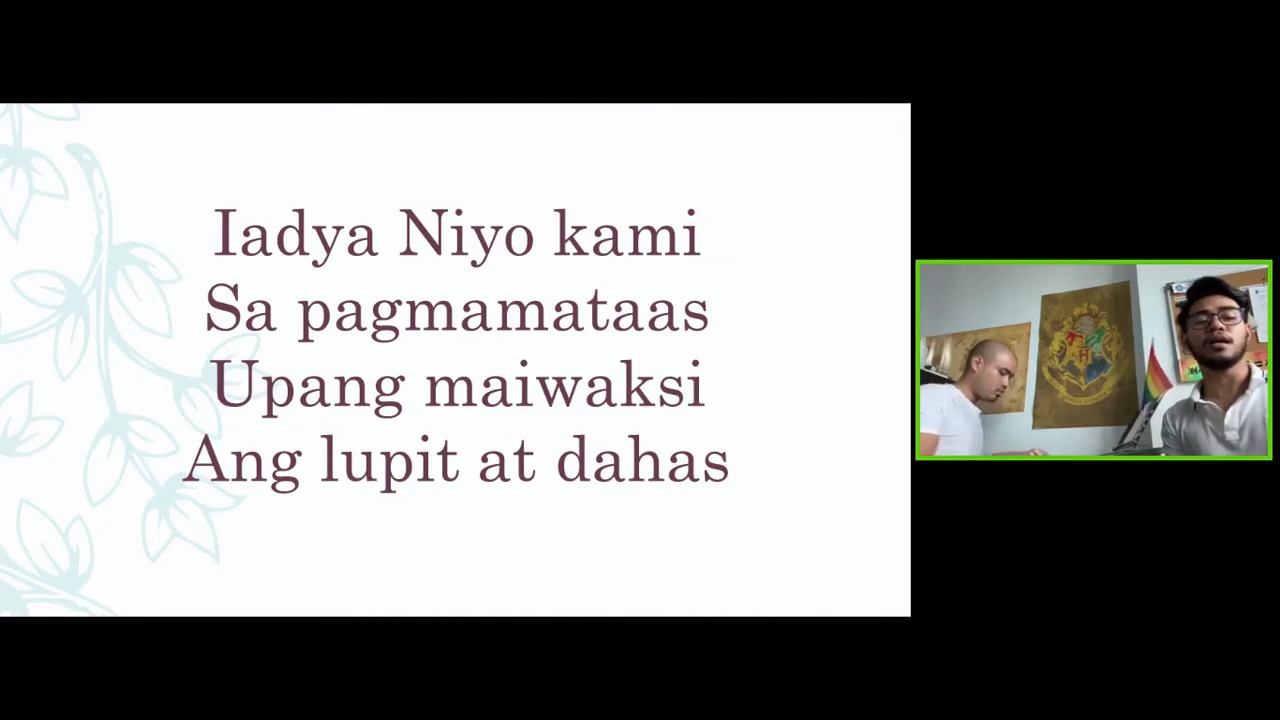 Iadya Niyo kami
Sa pagmamataas
Upang maiwaksi
Ang lupit at dahas